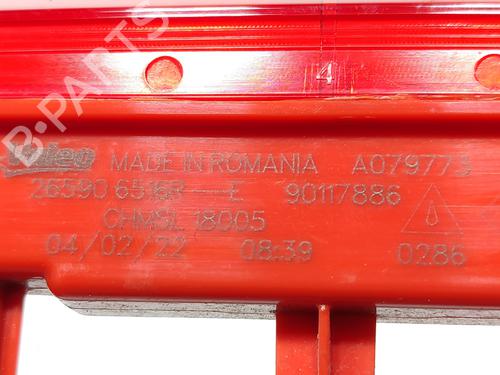 4
Valeo MADE IN ROMANIA A079773
26590 6516R E 90117886
CHMSL 18005
04/02/22 08:39 0286
B-PARTS